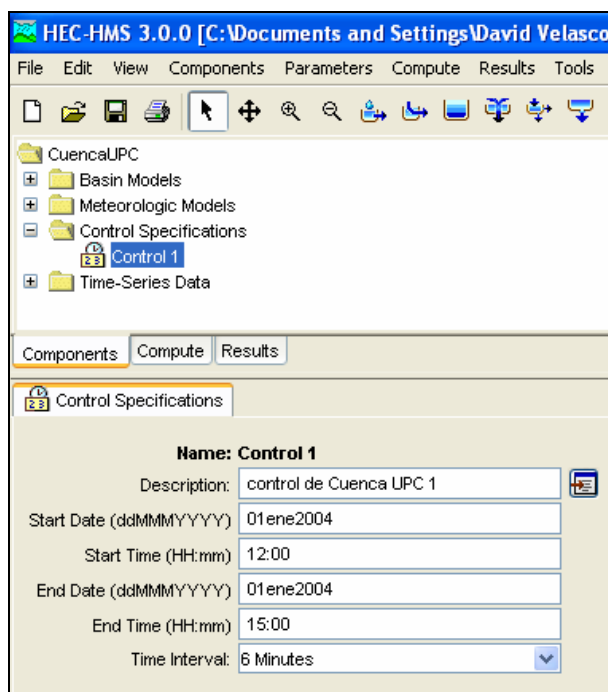 HEC-HMS 3.0.0 [C:\Documents and Settings\David Velasco
File Edit View Components Parameters Compute Results Tools
CuencaUPC
Basin Models
Meteorologic Models
Control Specifications
Control 1
Time-Series Data
Components Compute Results
Control Specifications
Name: Control 1
Description: control de Cuenca UPC 1
Start Date (ddMMMYYYY) 01ene2004
Start Time (HH:mm) 12:00
End Date (ddMMMYYYY) 01ene2004
End Time (HH:mm) 15:00
Time Interval: 6 Minutes